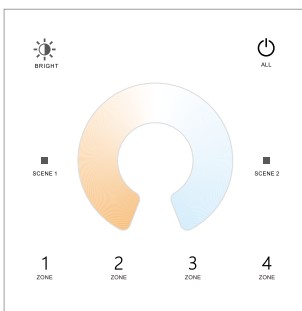 BRIGHT
ALL
SCENE 1
SCENE 2
1 2 3 4
ZONE ZONE ZONE ZONE